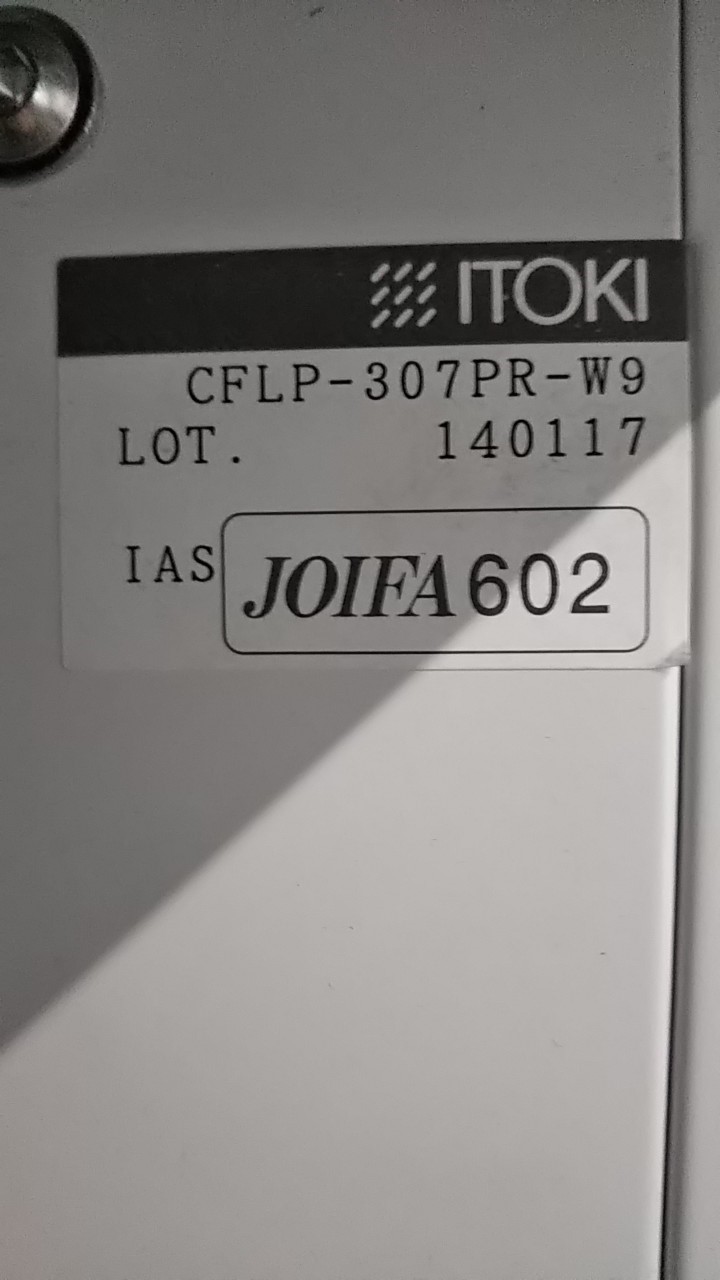 ITOKI
CFLP-307PR-W9
LOT. 140117
IAS JOIFA602